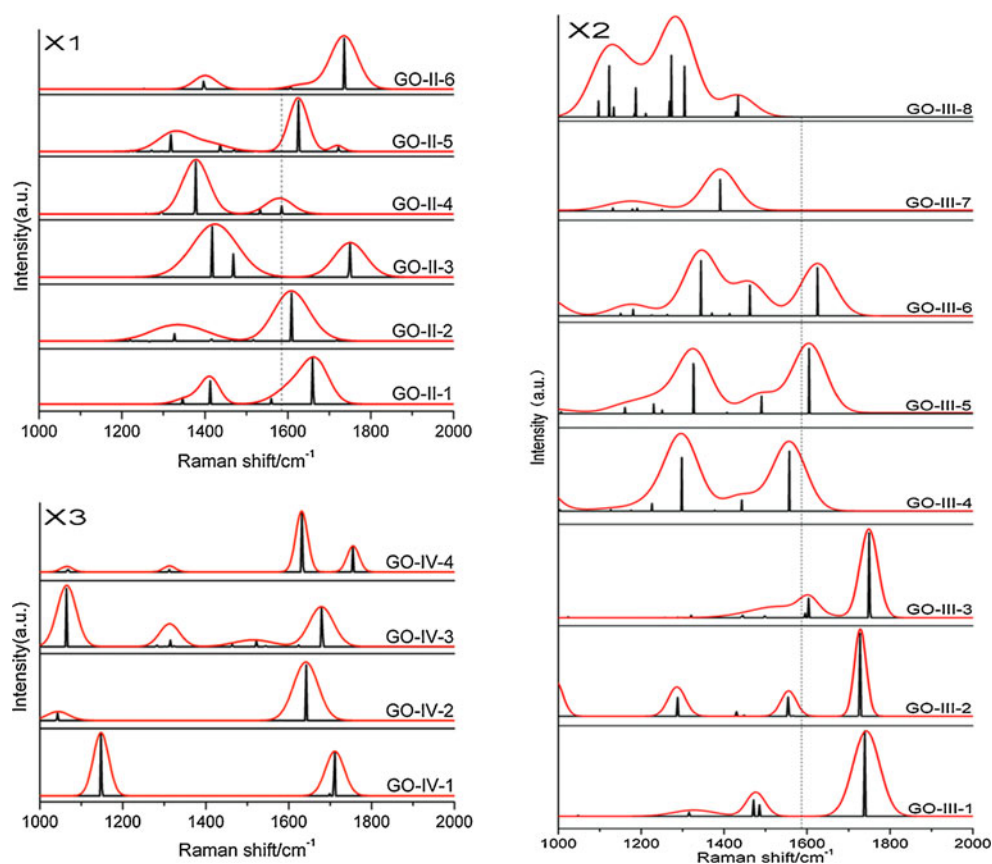 X1
GO-II-6
GO-II-5
GO-II-4
GO-II-3
GO-II-2
GO-II-1
Intensity(a.u.)
1000 1200 1400 1600 1800 2000
Raman shift/cm-1
X3
GO-IV-4
GO-IV-3
GO-IV-2
GO-IV-1
Intensity(a.u.)
1000 1200 1400 1600 1800 2000
Raman shift/cm-1
X2
GO-III-8
GO-III-7
GO-III-6
GO-III-5
GO-III-4
GO-III-3
GO-III-2
GO-III-1
Intensity (a.u.)
1000 1200 1400 1600 1800 2000
Raman shift/cm-1